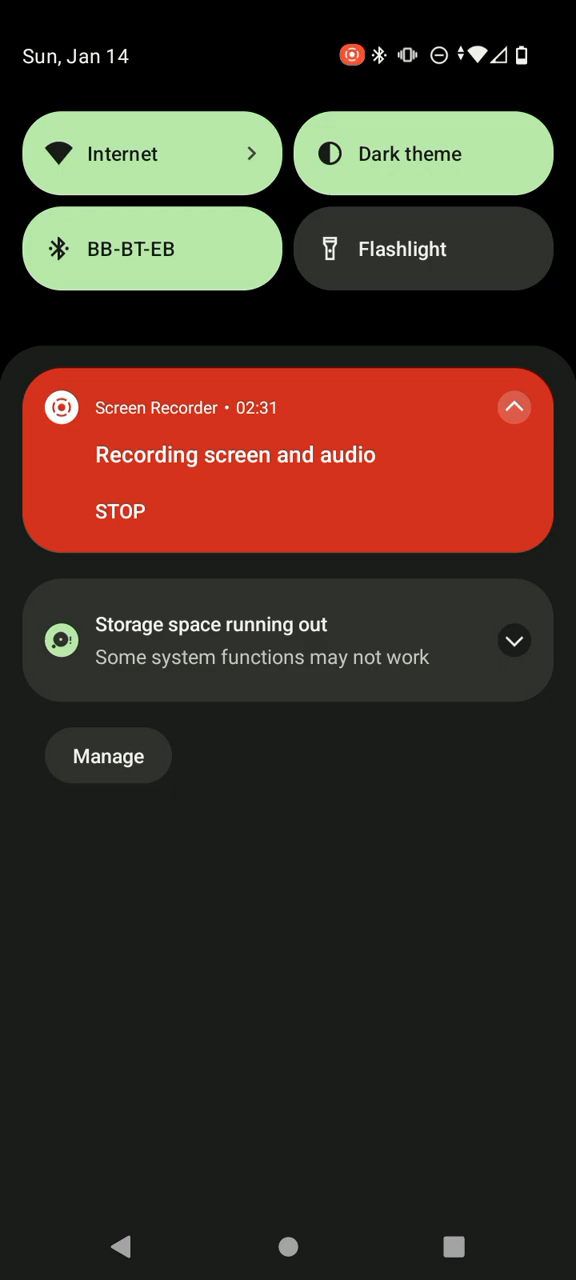 Sun, Jan 14
Internet
Dark theme
BB-BT-EB
Flashlight
Screen Recorder • 02:31
Recording screen and audio
STOP
Storage space running out
Some system functions may not work
Manage